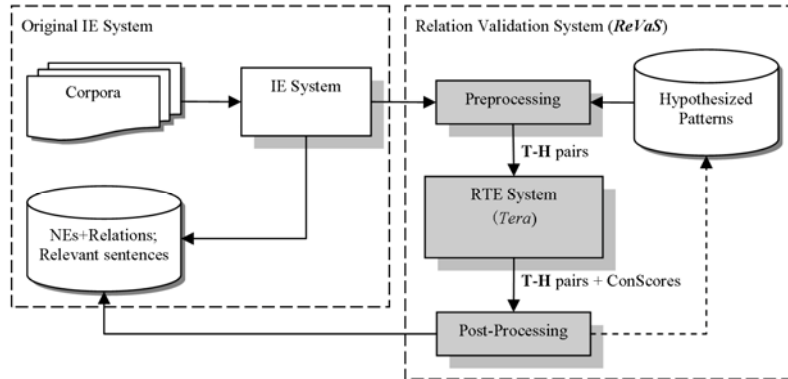 Original IE System
Relation Validation System (ReVaS)
Corpora
IE System
Preprocessing
Hypothesized
Patterns
T-H pairs
RTE System
(Tera)
NEs+Relations;
Relevant sentences
T-H pairs + ConScores
Post-Processing